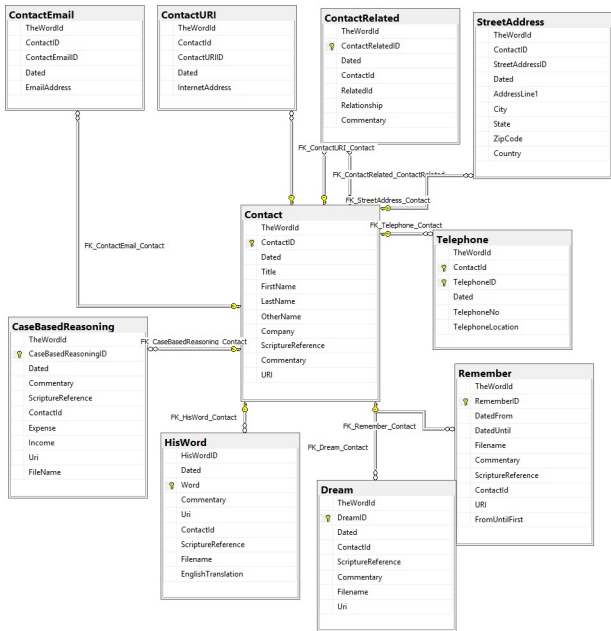 ContactEmail
TheWordId
ContactID
ContactEmailID
Dated
EmailAddress
ContactURI
TheWordId
ContactId
ContactURIID
Dated
InternetAddress
ContactRelated
TheWordId
ContactRelatedID
Dated
ContactId
RelatedId
Relationship
Commentary
StreetAddress
TheWordId
ContactID
StreetAddressID
Dated
AddressLine1
City
State
ZipCode
Country
FK_ContactURI_Contact
FK_ContactRelated_ContactRelated
FK_StreetAddress_Contact
FK_Telephone_Contact
FK_ContactEmail_Contact
Contact
TheWordId
ContactID
Dated
Title
FirstName
LastName
OtherName
Company
ScriptureReference
Commentary
URI
Telephone
TheWordId
ContactId
TelephoneID
Dated
TelephoneNo
TelephoneLocation
CaseBasedReasoning
TheWordId
CaseBasedReasoningID
Dated
Commentary
ScriptureReference
ContactId
Expense
Income
Uri
FileName
FK_CaseBasedReasoning_Contact
FK_HisWord_Contact
FK_Remember_Contact
FK_Dream_Contact
HisWord
HisWordID
Dated
Word
Commentary
Uri
ContactId
ScriptureReference
Filename
EnglishTranslation
Dream
TheWordId
DreamID
Dated
ContactId
ScriptureReference
Commentary
Filename
Uri
Remember
TheWordId
RememberID
DatedFrom
DatedUntil
Filename
Commentary
ScriptureReference
ContactId
URI
FromUntilFirst